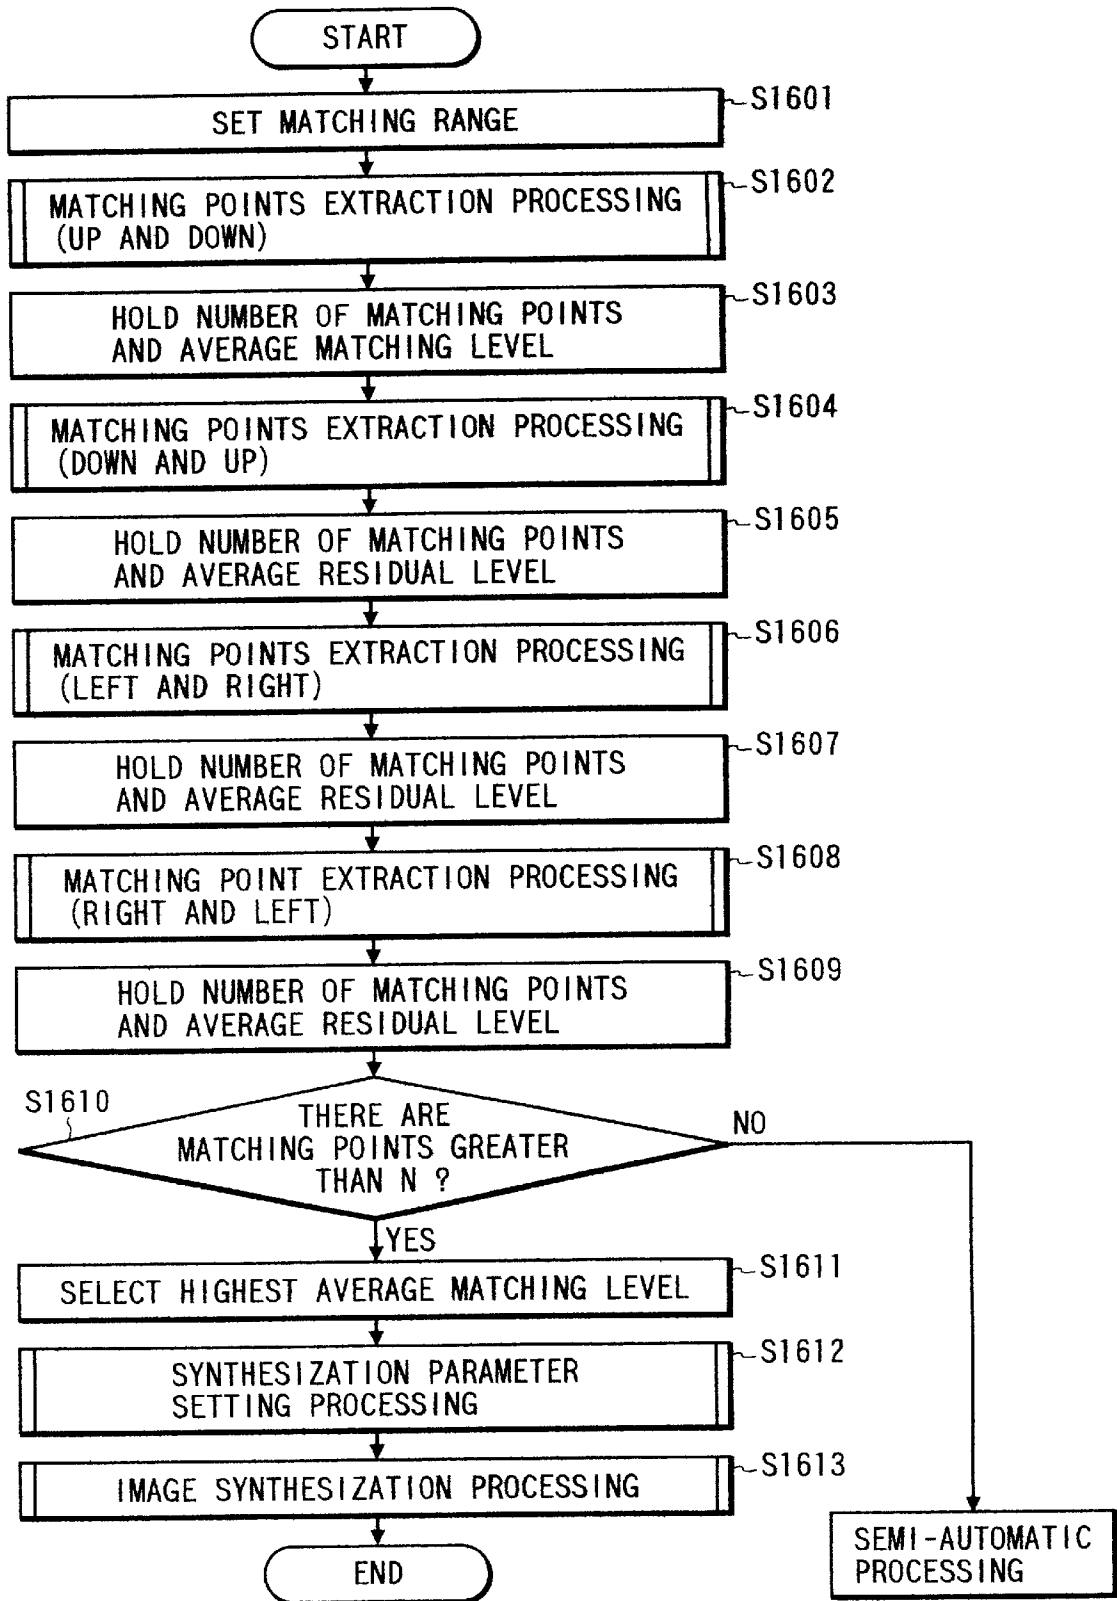 START
SET MATCHING RANGE
S1601
MATCHING POINTS EXTRACTION PROCESSING
(UP AND DOWN)
S1602
HOLD NUMBER OF MATCHING POINTS
AND AVERAGE MATCHING LEVEL
S1603
MATCHING POINTS EXTRACTION PROCESSING
(DOWN AND UP)
S1604
HOLD NUMBER OF MATCHING POINTS
AND AVERAGE RESIDUAL LEVEL
S1605
MATCHING POINTS EXTRACTION PROCESSING
(LEFT AND RIGHT)
S1606
HOLD NUMBER OF MATCHING POINTS
AND AVERAGE RESIDUAL LEVEL
S1607
MATCHING POINT EXTRACTION PROCESSING
(RIGHT AND LEFT)
S1608
HOLD NUMBER OF MATCHING POINTS
AND AVERAGE RESIDUAL LEVEL
S1609
S1610
THERE ARE
MATCHING POINTS GREATER
THAN N ?
NO
YES
SELECT HIGHEST AVERAGE MATCHING LEVEL
S1611
SYNTHESIZATION PARAMETER
SETTING PROCESSING
S1612
IMAGE SYNTHESIZATION PROCESSING
S1613
END
SEMI-AUTOMATIC
PROCESSING